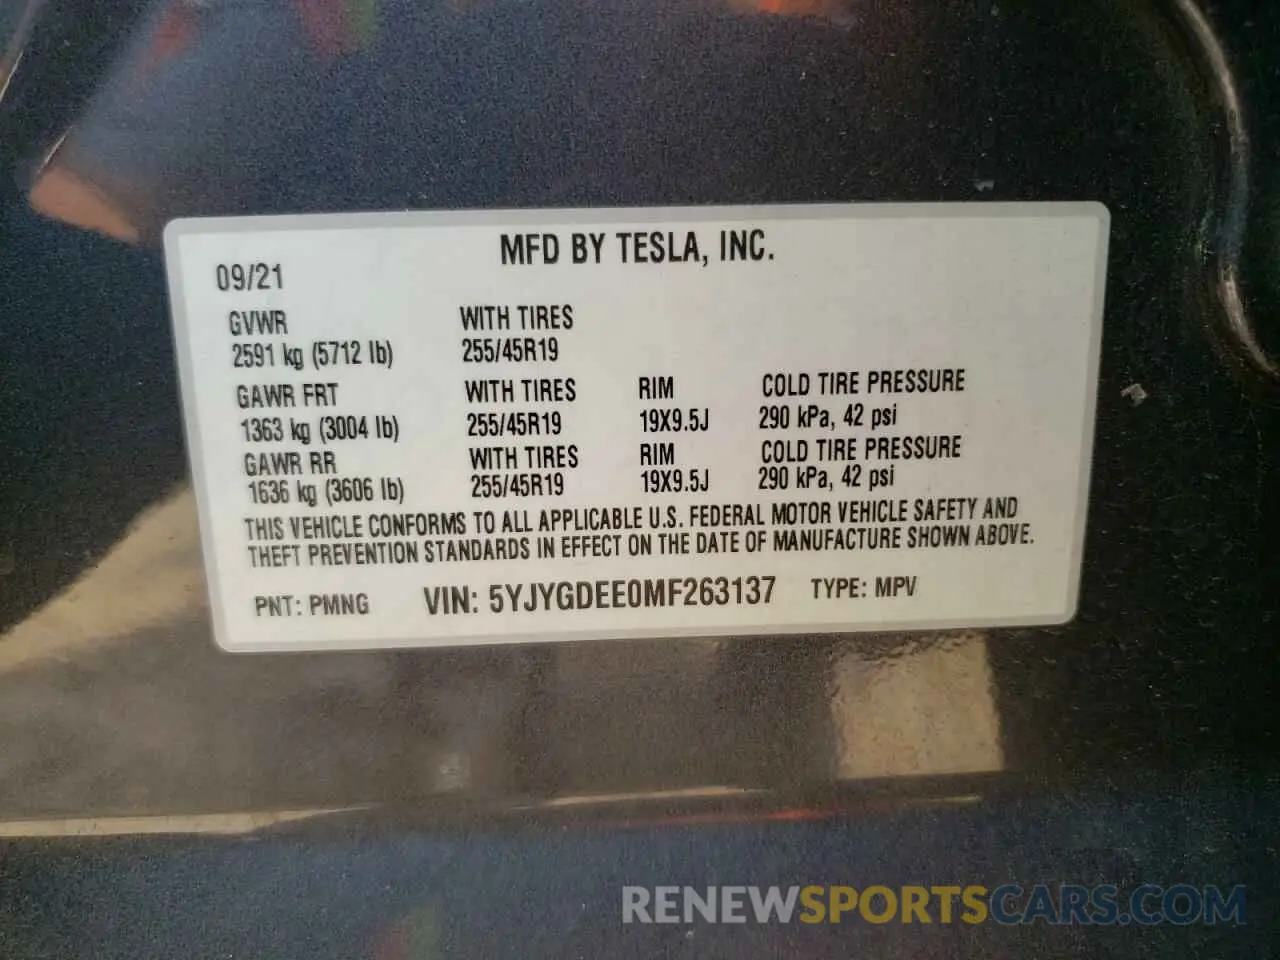 MFD BY TESLA, INC.
09/21
GVWR WITH TIRES
2591 kg (5712 lb) 255/45R19
GAWR FRT WITH TIRES RIM COLD TIRE PRESSURE
1363 kg (3004 lb) 255/45R19 19X9.5J 290 kPa, 42 psi
GAWR RR WITH TIRES RIM COLD TIRE PRESSURE
1636 kg (3606 lb) 255/45R19 19X9.5J 290 kPa, 42 psi
THIS VEHICLE CONFORMS TO ALL APPLICABLE U.S. FEDERAL MOTOR VEHICLE SAFETY AND
THEFT PREVENTION STANDARDS IN EFFECT ON THE DATE OF MANUFACTURE SHOWN ABOVE.
PNT: PMNG VIN: 5YJYGDEE0MF263137 TYPE: MPV
RENEWSPORTSCARS.COM